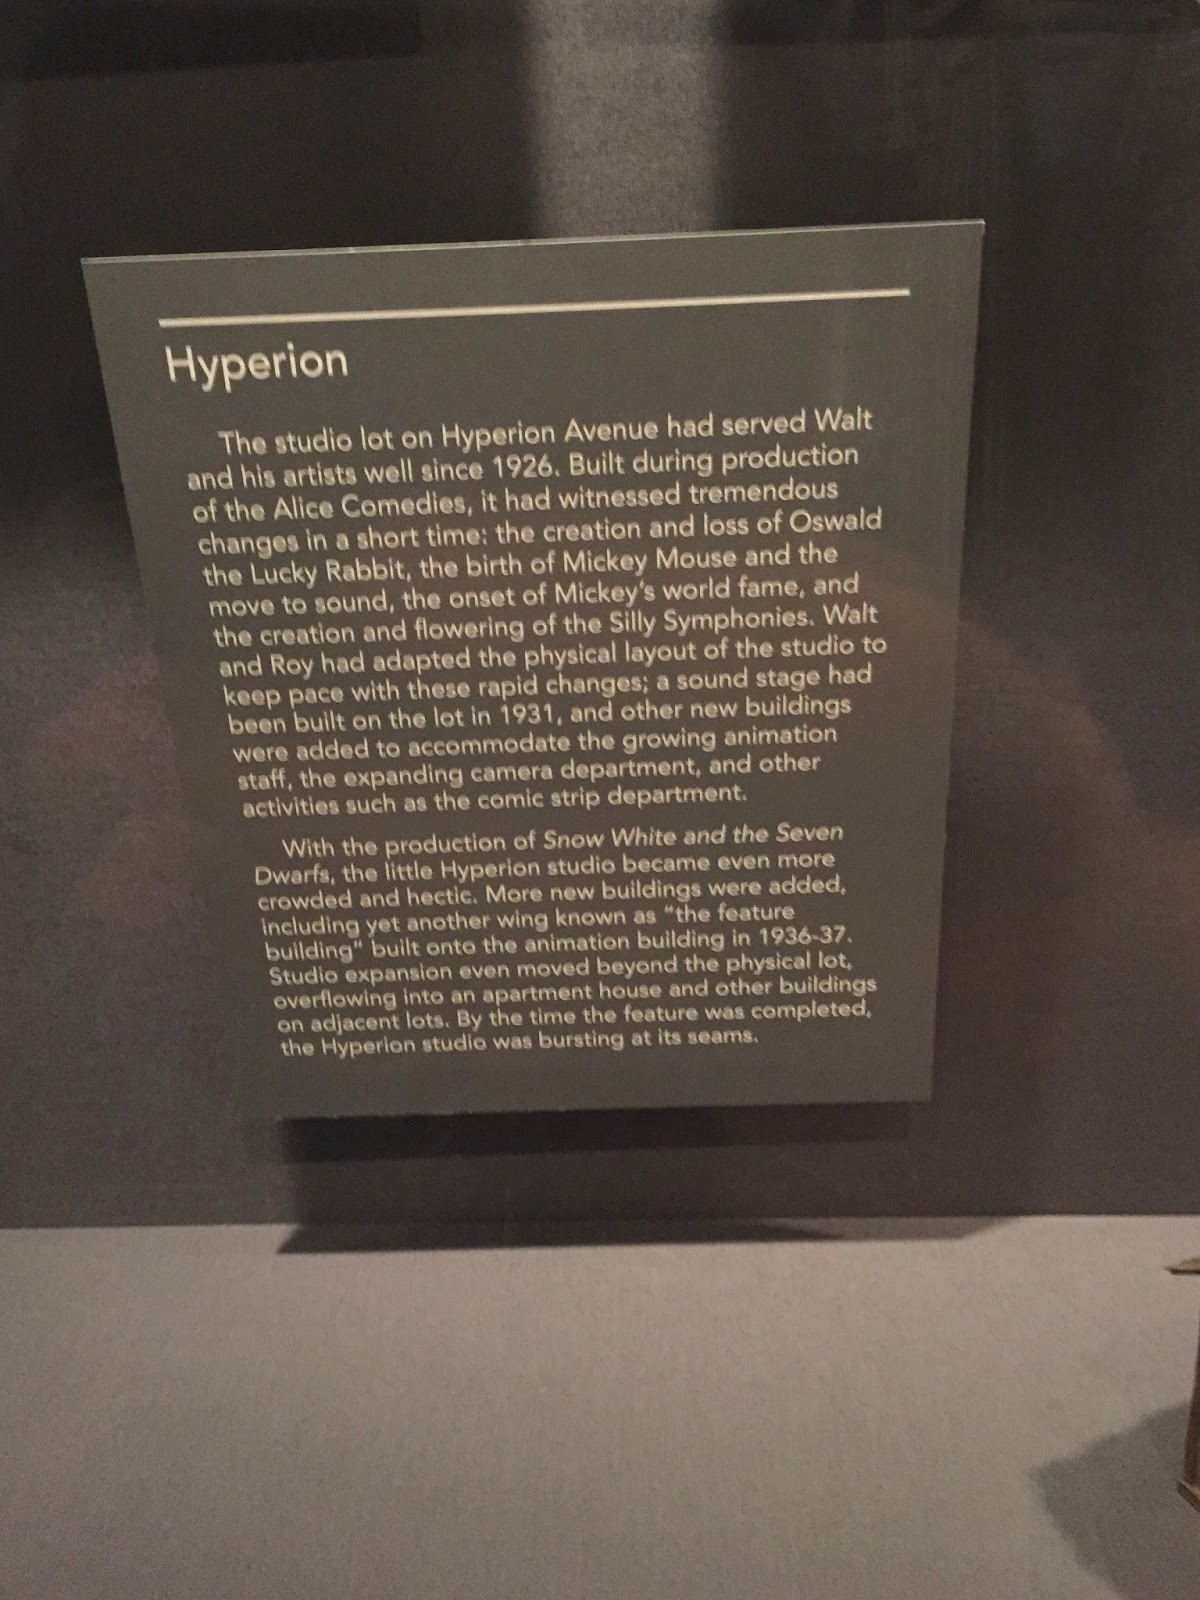 Hyperion
The studio lot on Hyperion Avenue had served Walt
and his artists well since 1926. Built during production
of the Alice Comedies, it had witnessed tremendous
changes in a short time: the creation and loss of Oswald
the Lucky Rabbit, the birth of Mickey Mouse and the
move to sound, the onset of Mickey's world fame, and
the creation and flowering of the Silly Symphonies. Walt
and Roy had adapted the physical layout of the studio to
keep pace with these rapid changes; a sound stage had
been built on the lot in 1931, and other new buildings
were added to accommodate the growing animation
staff, the expanding camera department, and other
activities such as the comic strip department.
With the production of Snow White and the Seven
Dwarfs, the little Hyperion studio became even more
crowded and hectic. More new buildings were added,
including yet another wing known as "the feature
building" built onto the animation building in 1936-37.
Studio expansion even moved beyond the physical lot,
overflowing into an apartment house and other buildings
on adjacent lots. By the time the feature was completed,
the Hyperion studio was bursting at its seams.